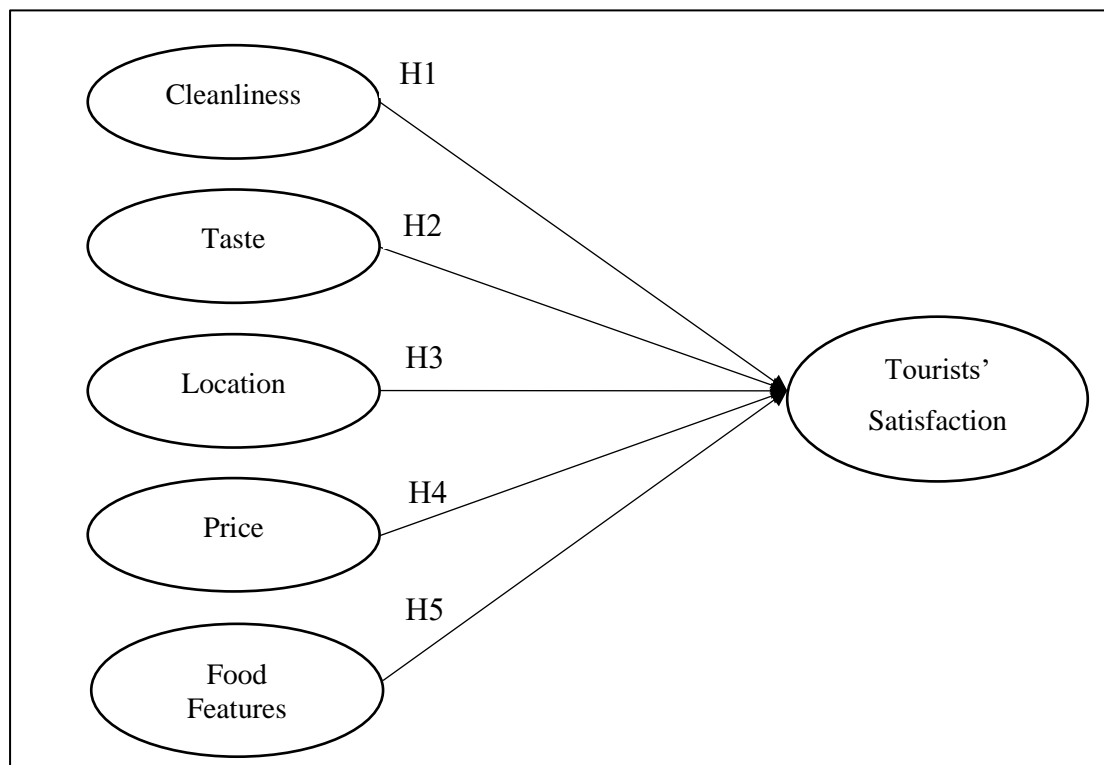 Cleanliness
H1
Taste
H2
Location
H3
Price
H4
Food
Features
H5
Tourists’
Satisfaction